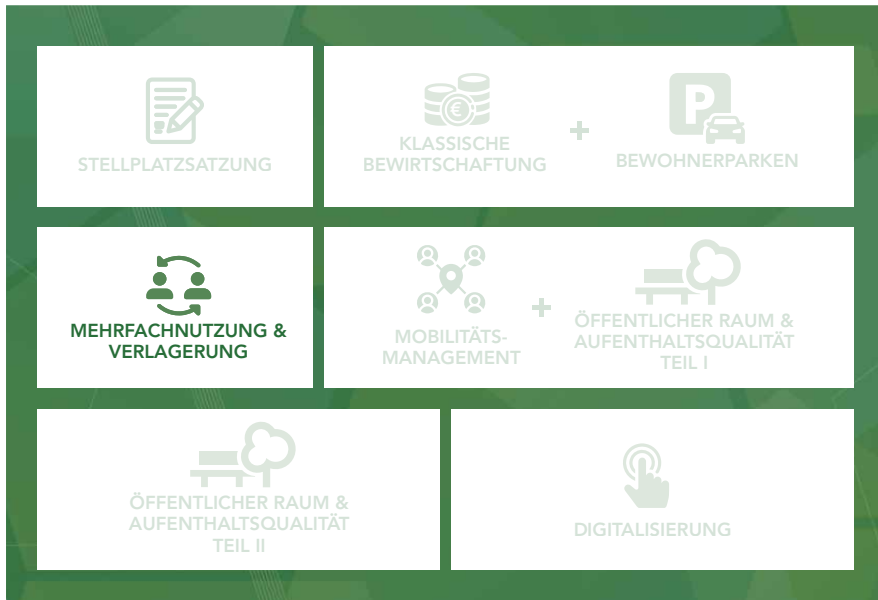 STELLPLATZSATZUNG
KLASSISCHE
BEWIRTSCHAFTUNG
+
P
BEWOHNERPARKEN
MEHRFACHNUTZUNG &
VERLAGERUNG
MOBILITÄTS-
MANAGEMENT
+
ÖFFENTLICHER RAUM &
AUFENTHALTSQUALITÄT
TEIL I
ÖFFENTLICHER RAUM &
AUFENTHALTSQUALITÄT
TEIL II
DIGITALISIERUNG